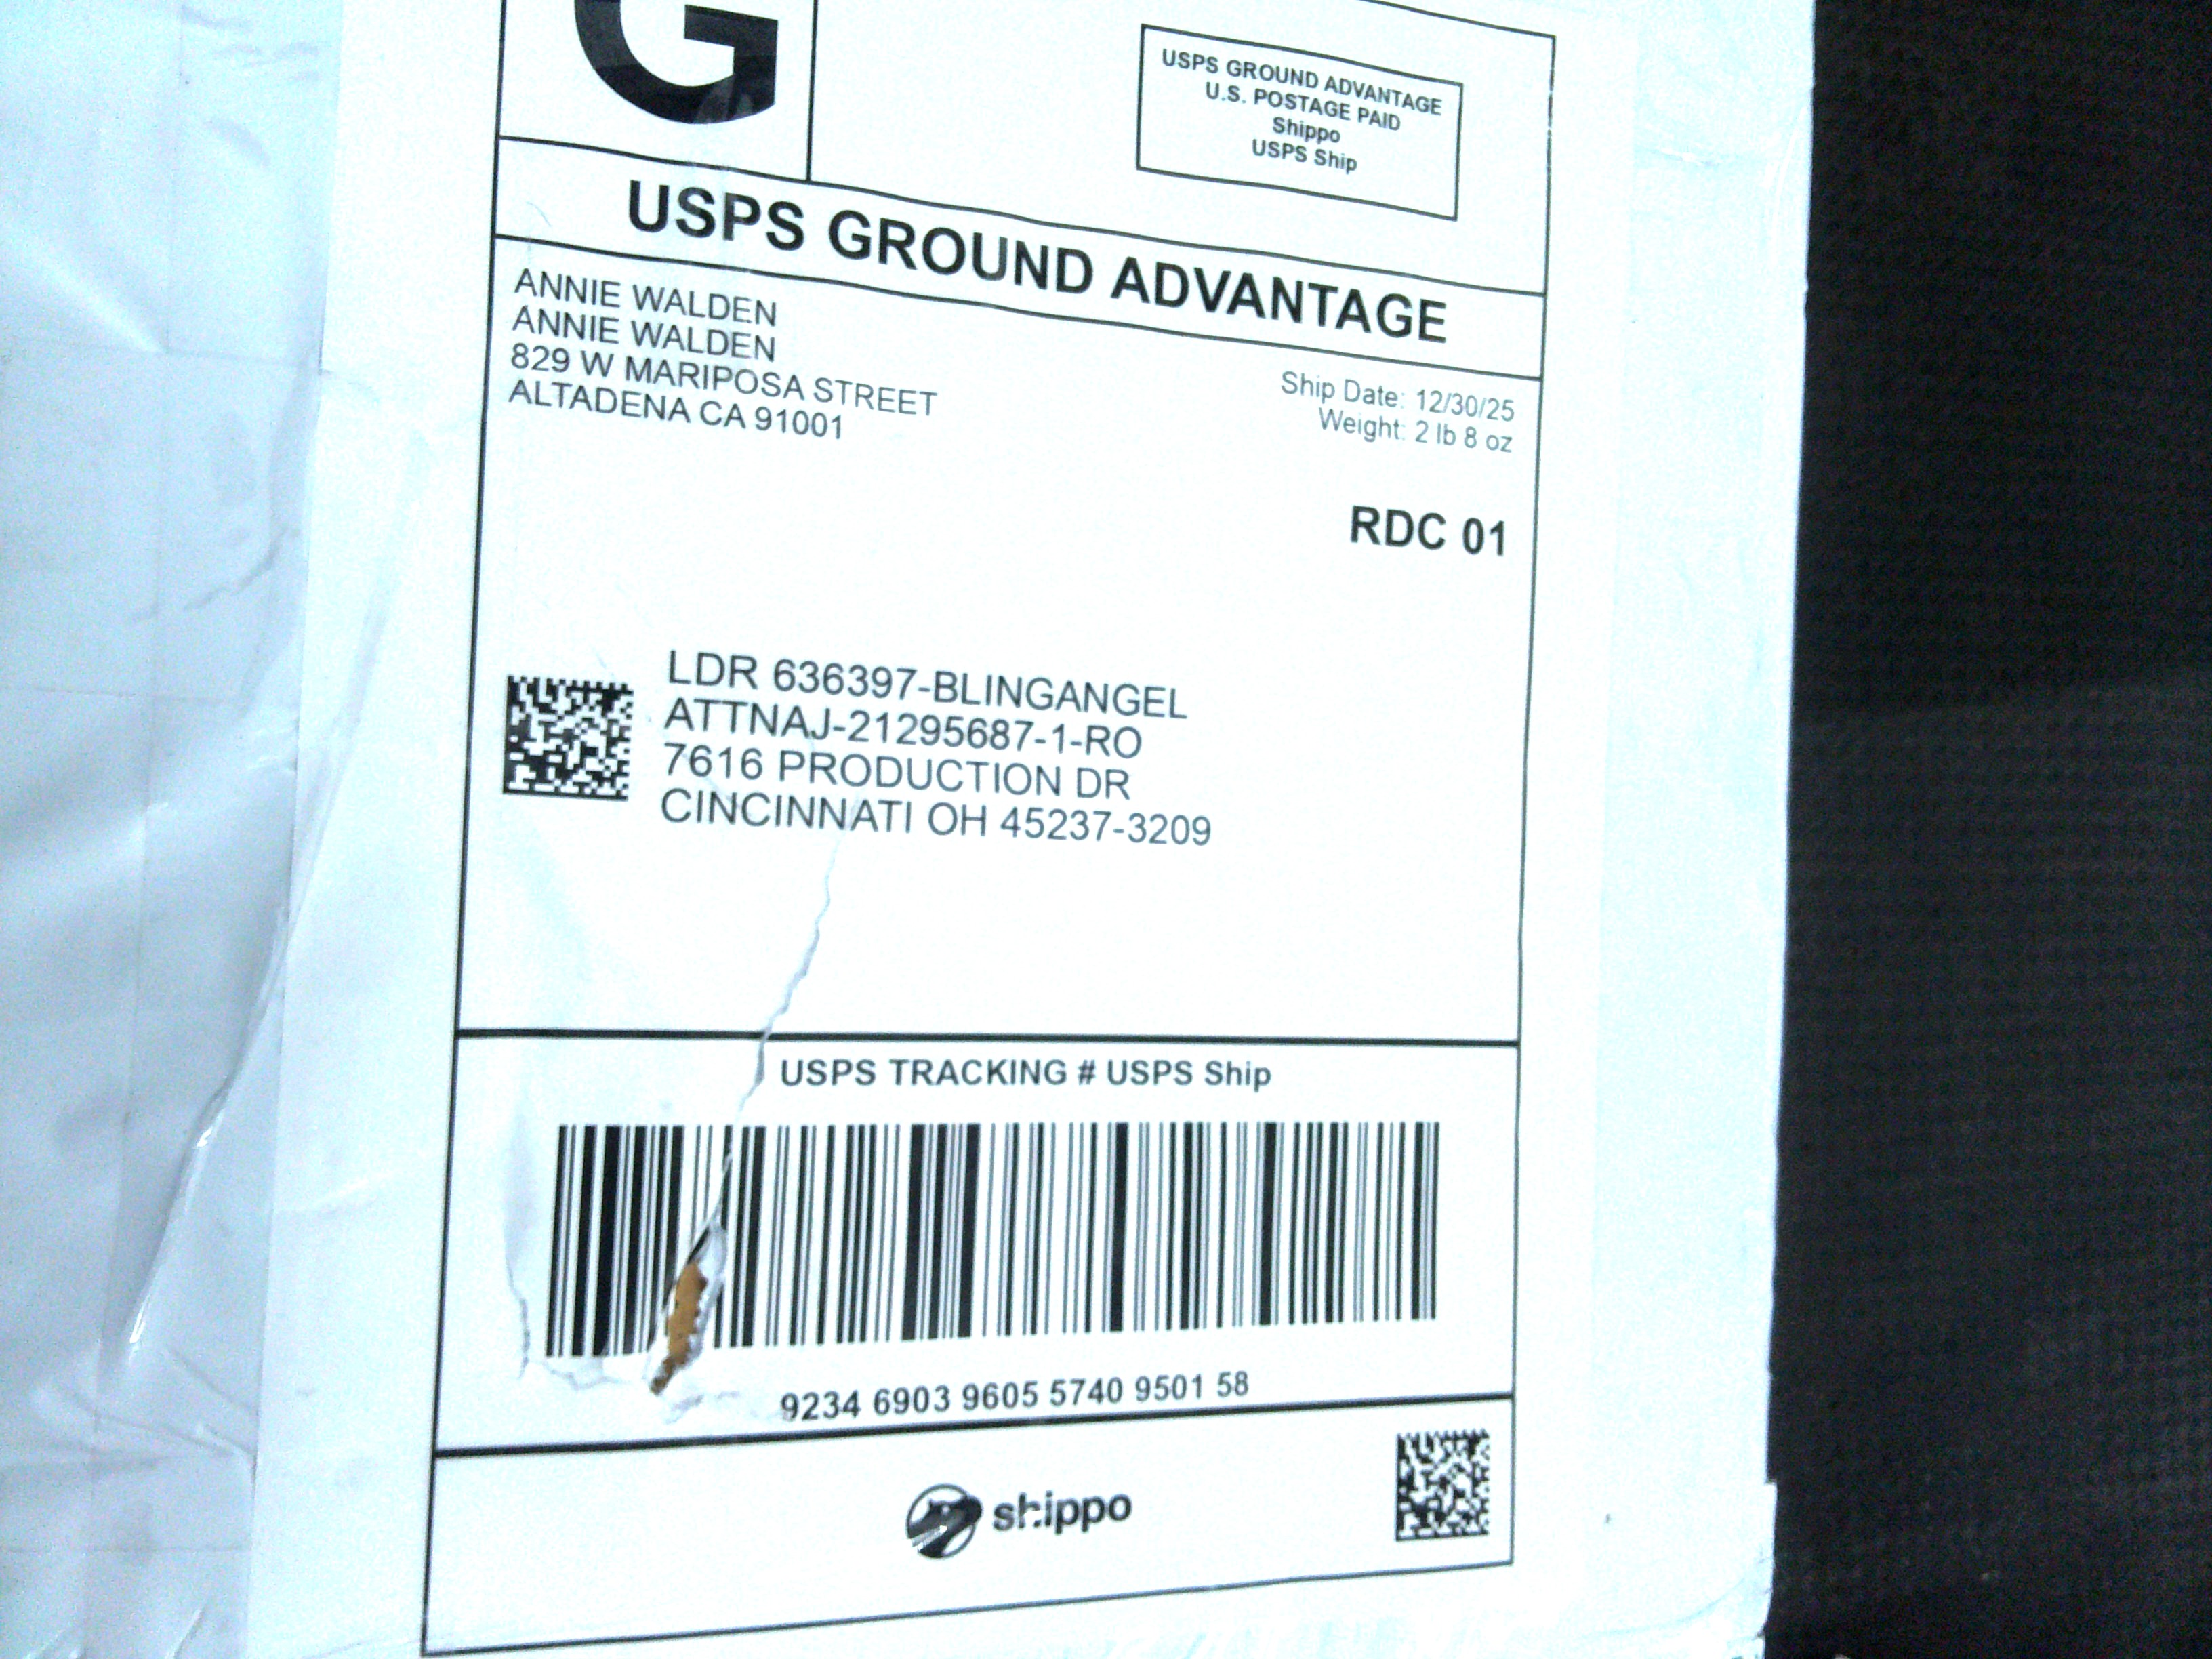 G
USPS GROUND ADVANTAGE
U.S. POSTAGE PAID
Shippo
USPS Ship
USPS GROUND ADVANTAGE
ANNIE WALDEN
ANNIE WALDEN
829 W MARIPOSA STREET
ALTADENA CA 91001
Ship Date: 12/30/25
Weight: 2 lb 8 oz
RDC 01
LDR 636397-BLINGANGEL
ATTNAJ-21295687-1-RO
7616 PRODUCTION DR
CINCINNATI OH 45237-3209
USPS TRACKING # USPS Ship
9234 6903 9605 5740 9501 58
shippo